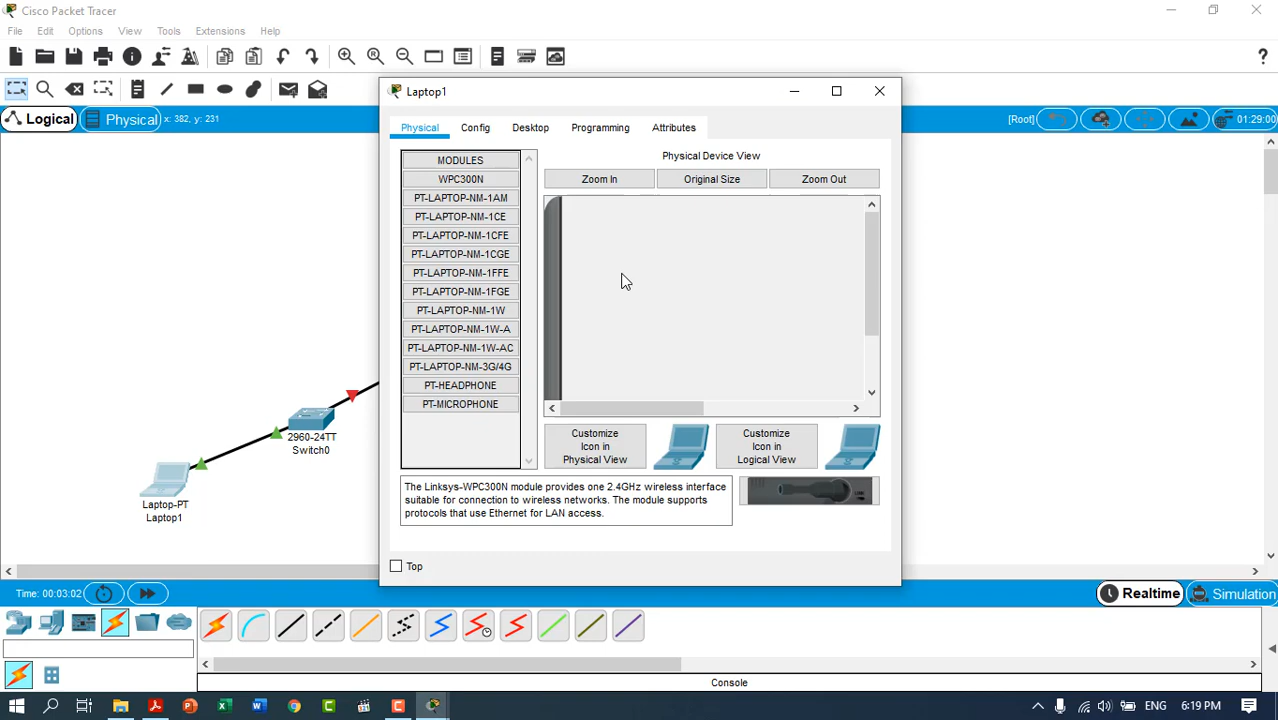 Cisco Packet Tracer
File Edit Options View Tools Extensions Help
Logical Physical x: 382, y: 231 [Root] 01:29:00
Laptop1
Physical Config Desktop Programming Attributes
MODULES
WPC300N
PT-LAPTOP-NM-1AM
PT-LAPTOP-NM-1CE
PT-LAPTOP-NM-1CFE
PT-LAPTOP-NM-1CGE
PT-LAPTOP-NM-1FFE
PT-LAPTOP-NM-1FGE
PT-LAPTOP-NM-1W
PT-LAPTOP-NM-1W-A
PT-LAPTOP-NM-1W-AC
PT-LAPTOP-NM-3G/4G
PT-HEADPHONE
PT-MICROPHONE
Physical Device View
Zoom In Original Size Zoom Out
Customize
Icon in
Physical View
Customize
Icon in
Logical View
The Linksys-WPC300N module provides one 2.4GHz wireless interface
suitable for connection to wireless networks. The module supports
protocols that use Ethernet for LAN access.
Top
2960-24TT
Switch0
Laptop-PT
Laptop1
Time: 00:03:02 Realtime Simulation
Console
ENG 6:19 PM